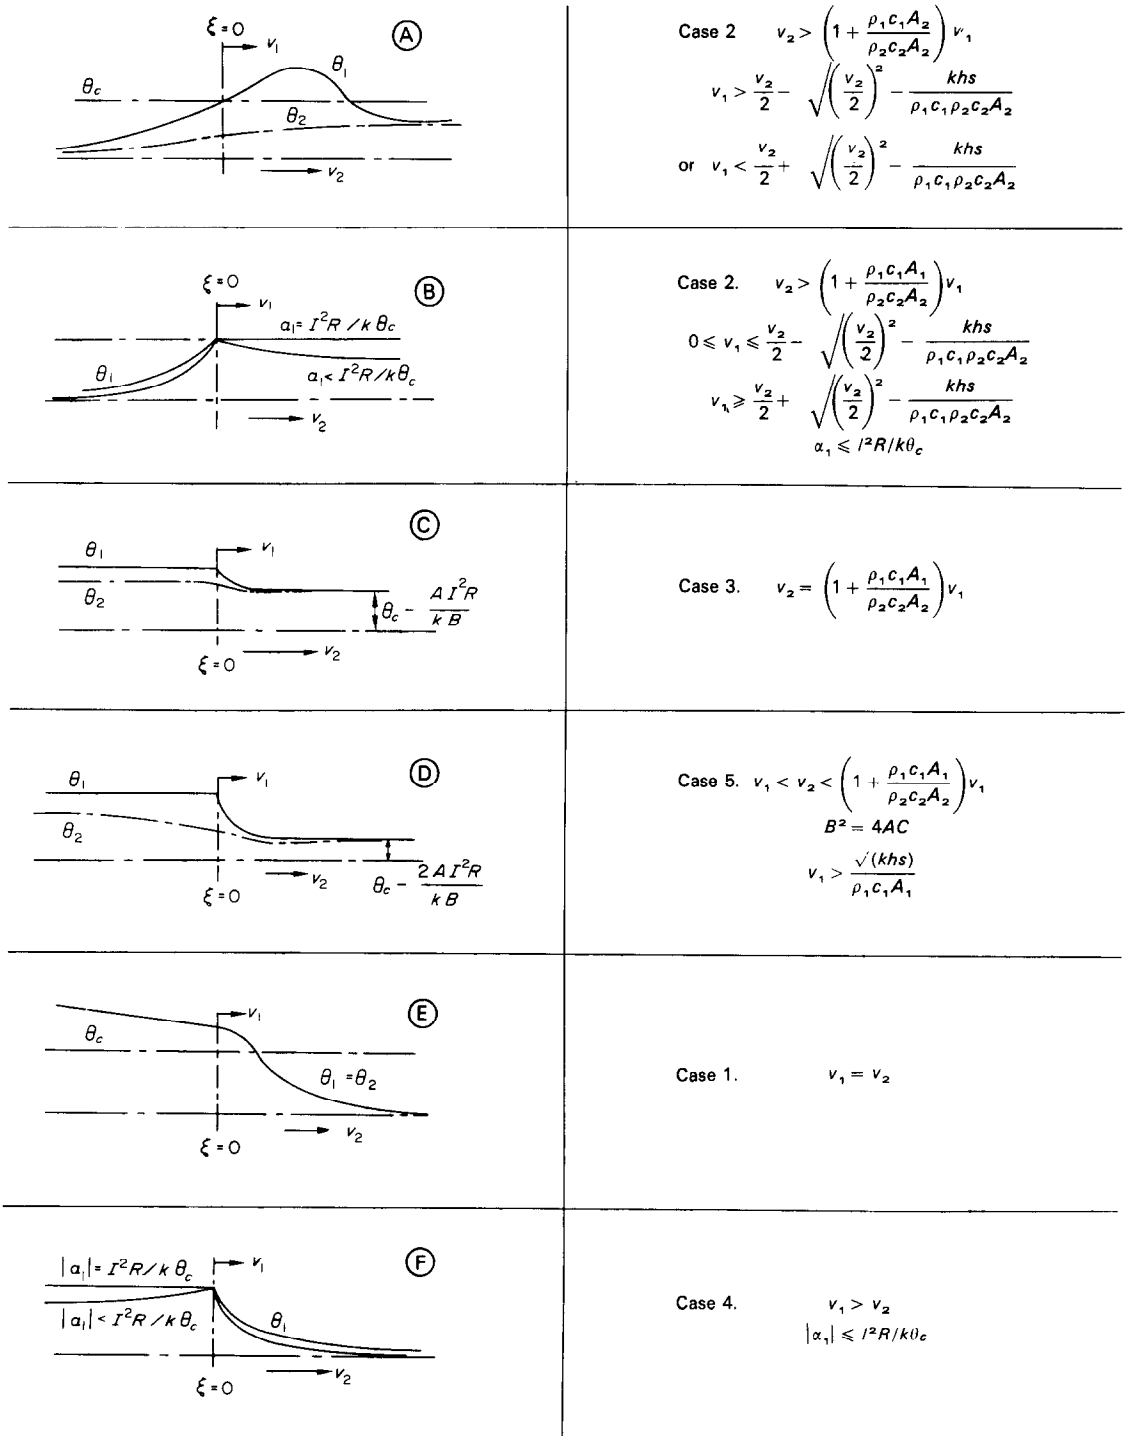 ξ=0
v₁
Ⓐ
θ₁
θc
θ₂
v₂
Case 2 v₂ > (1 + ρ₁c₁A₂/ρ₂c₂A₂) v₁
v₁ > v₂/2 − √(v₂/2)² − khs/ρ₁c₁ρ₂c₂A₂
or v₁ < v₂/2 + √(v₂/2)² − khs/ρ₁c₁ρ₂c₂A₂
ξ=0
v₁
Ⓑ
α₁= I²R/kθc
θ₁
α₁< I²R/kθc
v₂
Case 2. v₂ > (1 + ρ₁c₁A₁/ρ₂c₂A₂)v₁
0 ⩽ v₁ ⩽ v₂/2 − √(v₂/2)² − khs/ρ₁c₁ρ₂c₂A₂
v₁ ⩾ v₂/2 + √(v₂/2)² − khs/ρ₁c₁ρ₂c₂A₂
α₁ ⩽ I²R/kθc
Ⓒ
θ₁
v₁
θ₂
θc − AI²R/kB
v₂
ξ=0
Case 3. v₂ = (1 + ρ₁c₁A₁/ρ₂c₂A₂)v₁
Ⓓ
θ₁
v₁
θ₂
v₂
θc − 2AI²R/kB
ξ=0
Case 5. v₁ < v₂ < (1 + ρ₁c₁A₁/ρ₂c₂A₂)v₁
B² = 4AC
v₁ > √(khs)/ρ₁c₁A₁
v₁
Ⓔ
θc
θ₁ = θ₂
v₂
ξ=0
Case 1. v₁ = v₂
|α₁| = I²R/kθc
v₁
Ⓕ
|α₁| < I²R/kθc
θ₁
v₂
ξ=0
Case 4. v₁ > v₂
|α₁| ⩽ I²R/kθc